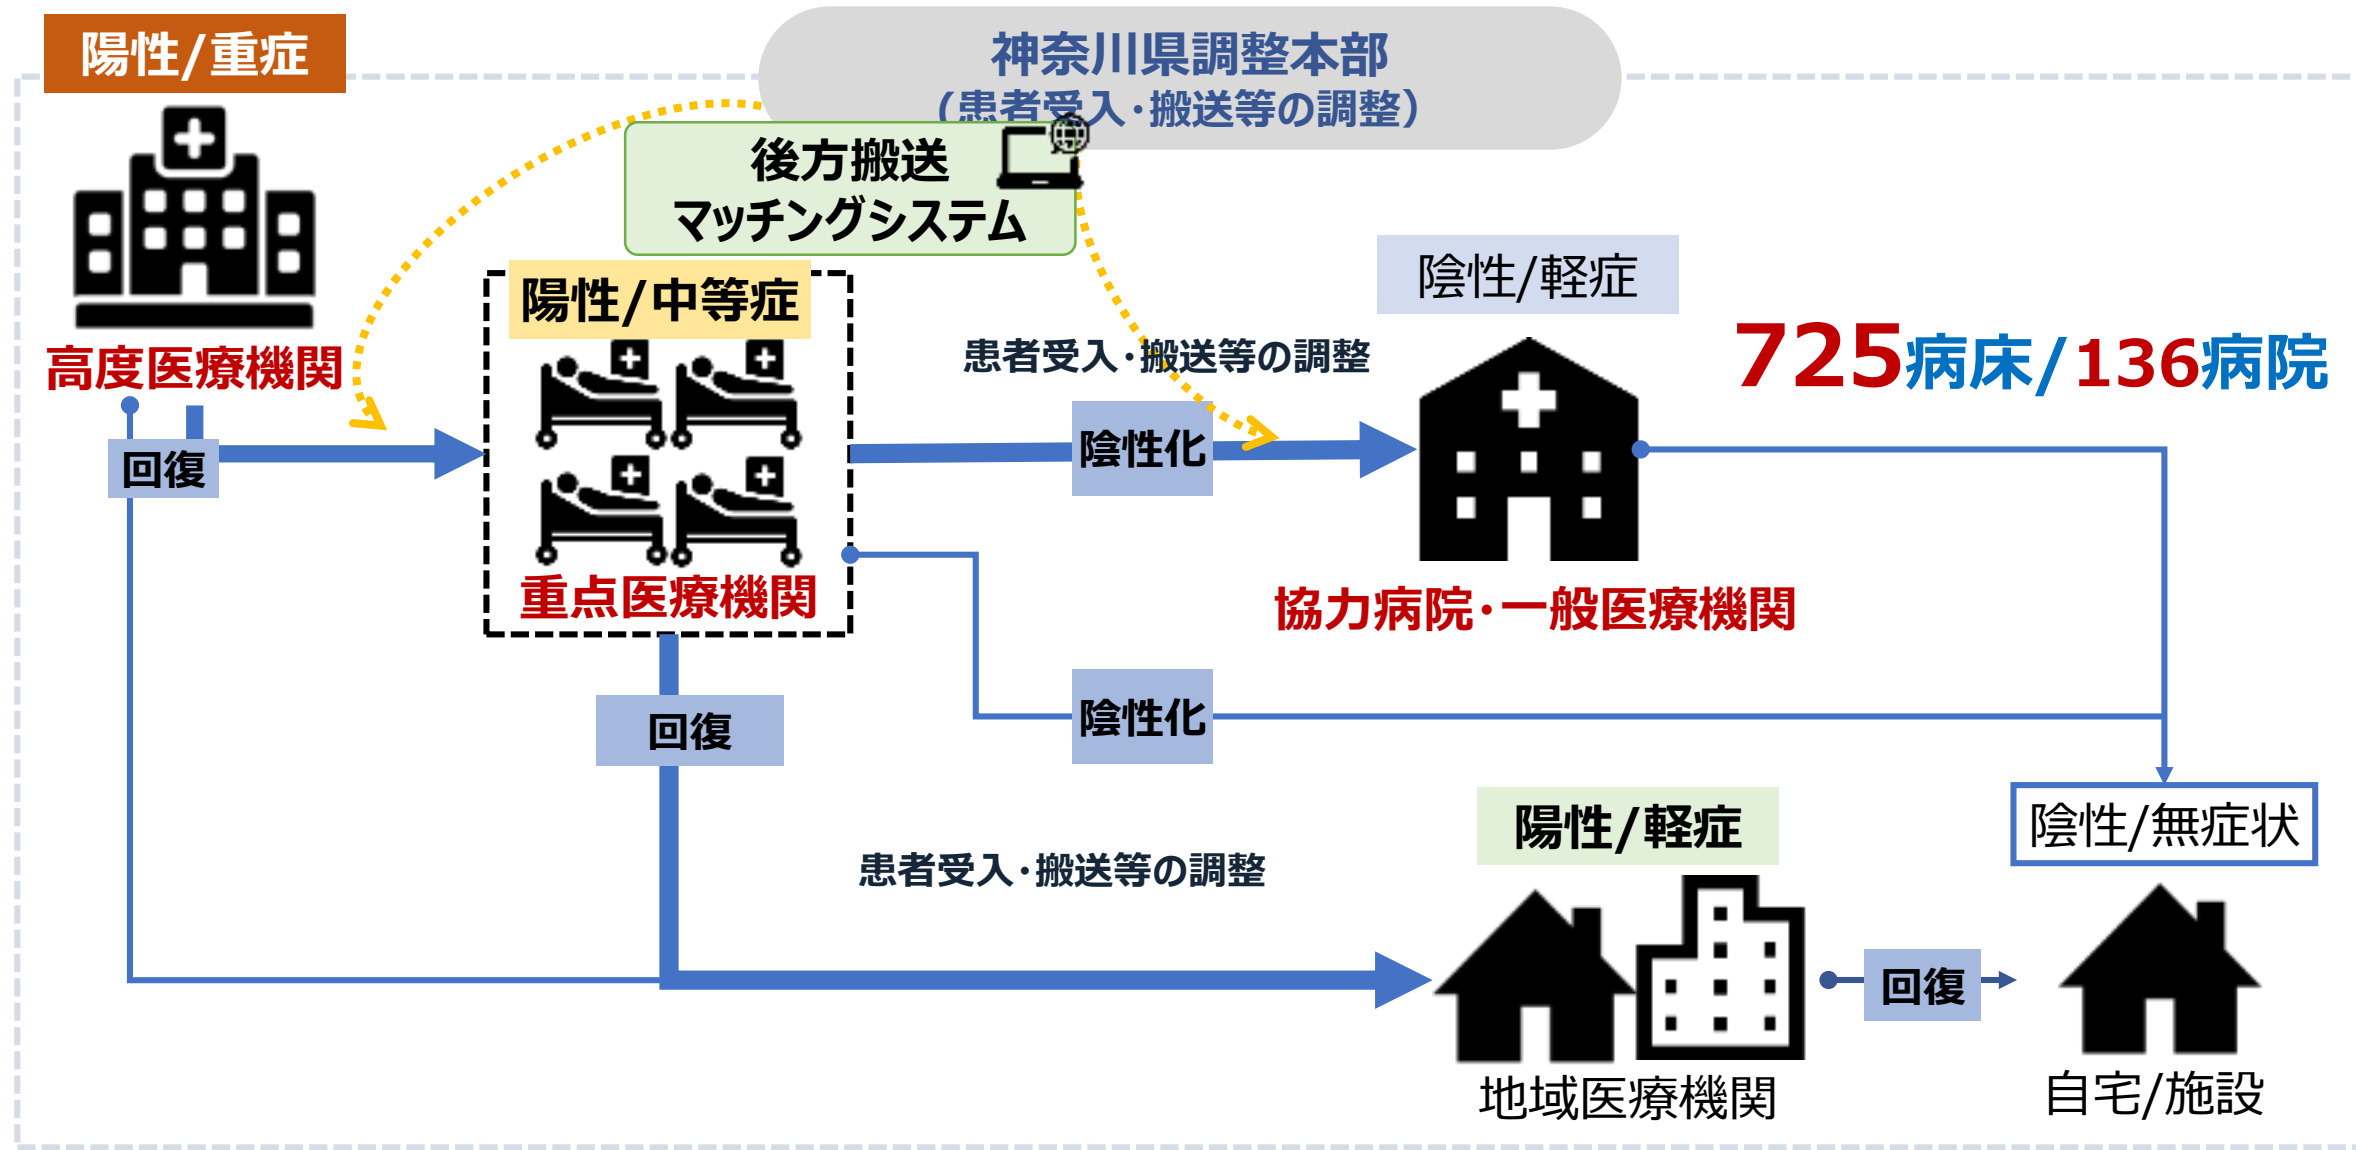 陽性/重症
神奈川県調整本部
(患者受入・搬送等の調整）
後方搬送
マッチングシステム
陽性/中等症
陰性/軽症
高度医療機関
患者受入・搬送等の調整
725病床/136病院
回復
陰性化
重点医療機関
協力病院・一般医療機関
回復
陰性化
陽性/軽症
陰性/無症状
患者受入・搬送等の調整
回復
地域医療機関
自宅/施設